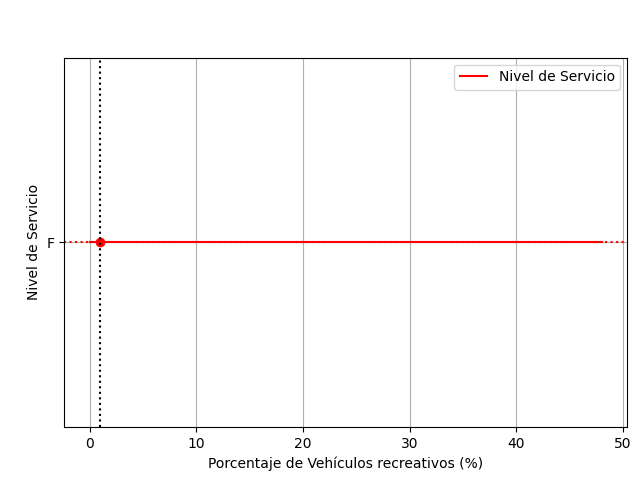 Nivel de Servicio
Nivel de Servicio
F
0 10 20 30 40 50
Porcentaje de Vehículos recreativos (%)